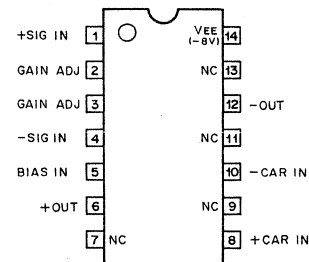 +SIG IN 1
GAIN ADJ 2
GAIN ADJ 3
-SIG IN 4
BIAS IN 5
+OUT 6
7 NC
VEE 14
(-8V)
NC 13
12 -OUT
NC 11
10 -CAR IN
NC 9
8 +CAR IN